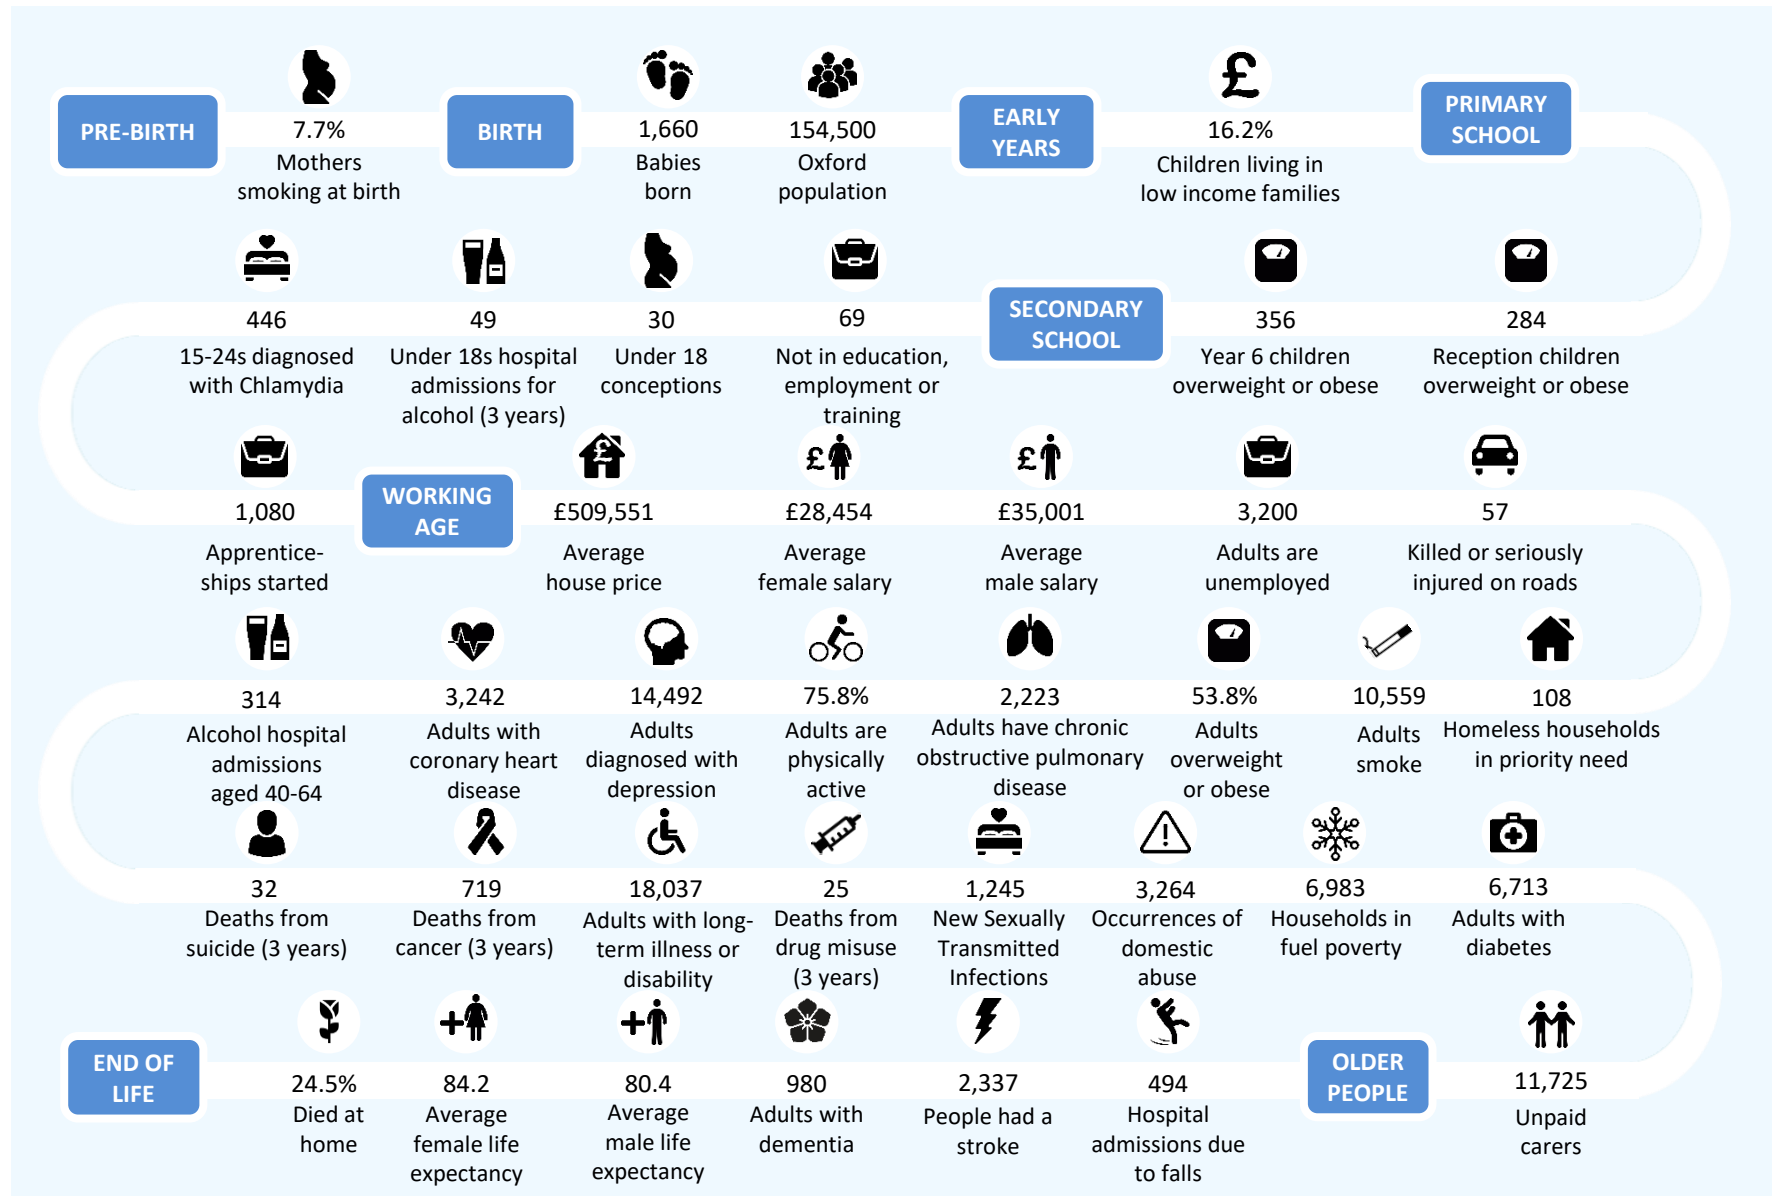 PRE-BIRTH
7.7%
Mothers
smoking at birth
BIRTH
1,660
Babies
born
154,500
Oxford
population
EARLY
YEARS
16.2%
Children living in
low income families
PRIMARY
SCHOOL
446
15-24s diagnosed
with Chlamydia
49
Under 18s hospital
admissions for
alcohol (3 years)
30
Under 18
conceptions
69
Not in education,
employment or
training
SECONDARY
SCHOOL
356
Year 6 children
overweight or obese
284
Reception children
overweight or obese
1,080
Apprentice-
ships started
WORKING
AGE
£509,551
Average
house price
£28,454
Average
female salary
£35,001
Average
male salary
3,200
Adults are
unemployed
57
Killed or seriously
injured on roads
314
Alcohol hospital
admissions
aged 40-64
3,242
Adults with
coronary heart
disease
14,492
Adults
diagnosed with
depression
75.8%
Adults are
physically
active
2,223
Adults have chronic
obstructive pulmonary
disease
53.8%
Adults
overweight
or obese
10,559
Adults
smoke
108
Homeless households
in priority need
32
Deaths from
suicide (3 years)
719
Deaths from
cancer (3 years)
18,037
Adults with long-
term illness or
disability
25
Deaths from
drug misuse
(3 years)
1,245
New Sexually
Transmitted
Infections
3,264
Occurrences of
domestic
abuse
6,983
Households in
fuel poverty
6,713
Adults with
diabetes
END OF
LIFE
24.5%
Died at
home
84.2
Average
female life
expectancy
80.4
Average
male life
expectancy
980
Adults with
dementia
2,337
People had a
stroke
494
Hospital
admissions due
to falls
OLDER
PEOPLE
11,725
Unpaid
carers